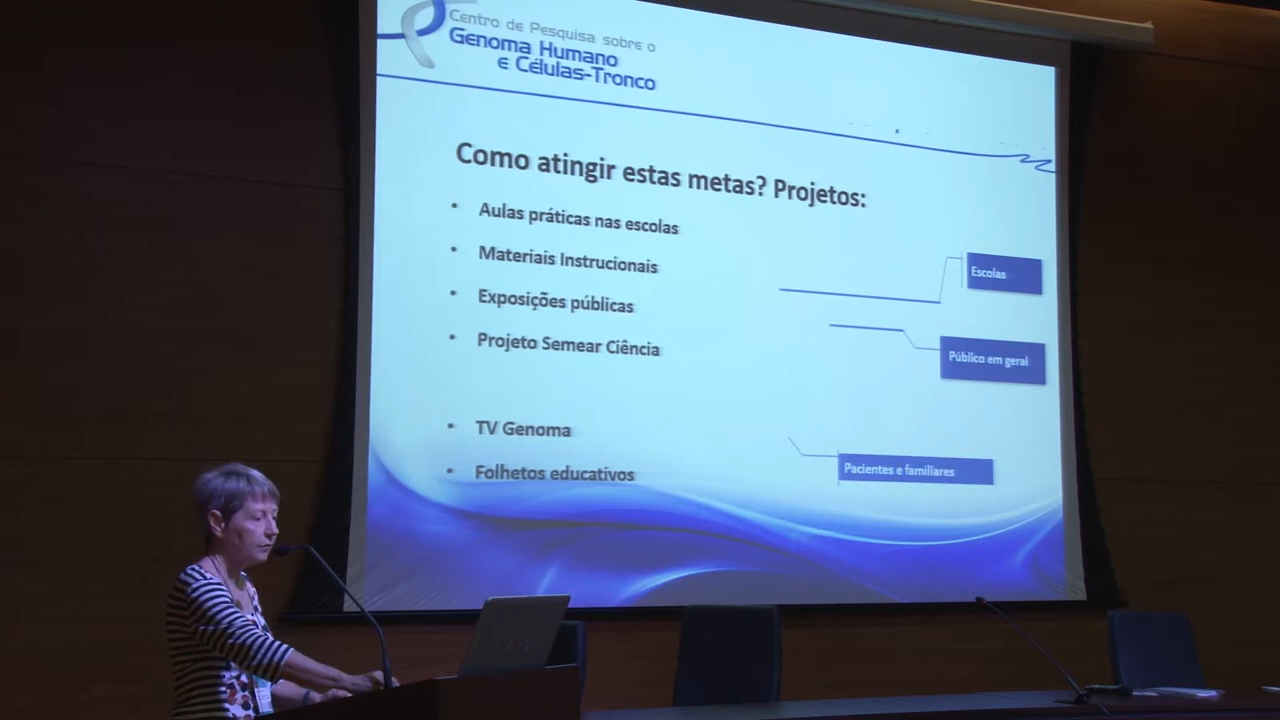 Centro de Pesquisa sobre o
Genoma Humano
e Células-Tronco
Como atingir estas metas? Projetos:
• Aulas práticas nas escolas
• Materiais Instrucionais
• Exposições públicas
• Projeto Semear Ciência
• TV Genoma
• Folhetos educativos
Escolas
Público em geral
Pacientes e familiares